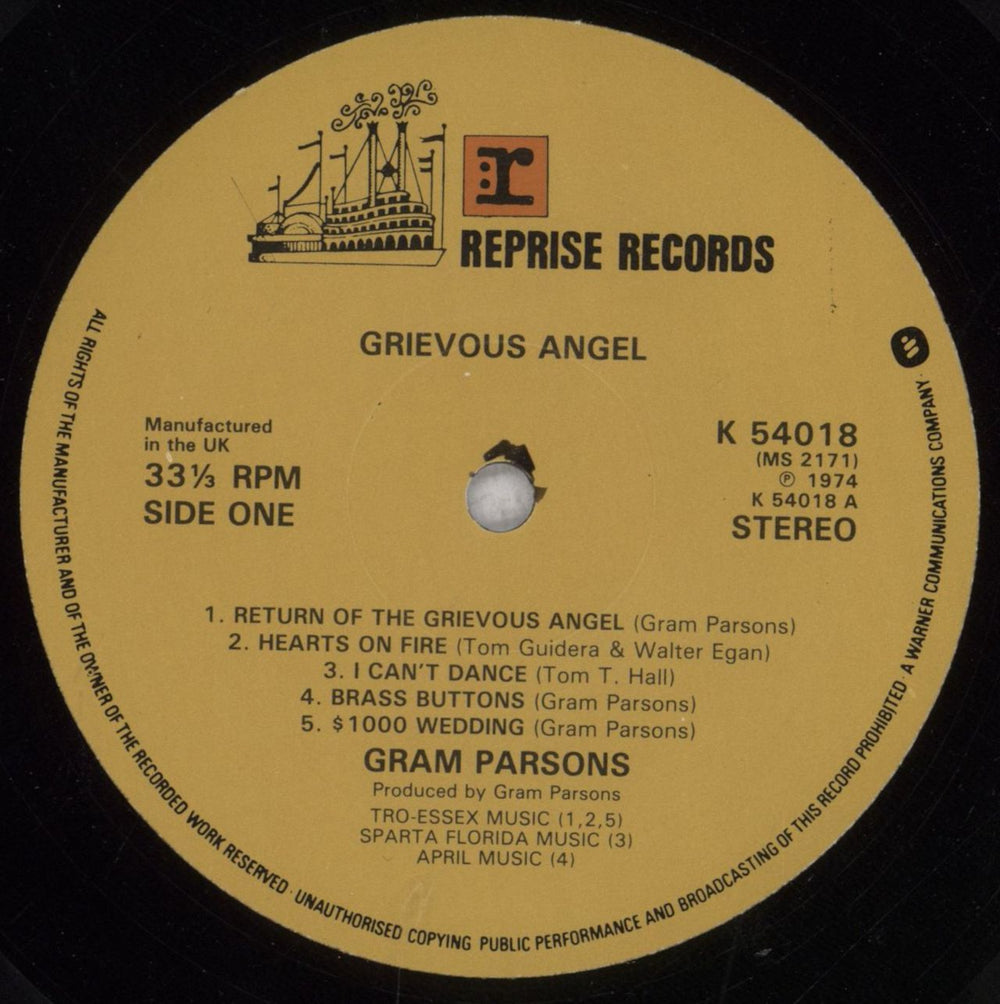 r
REPRISE RECORDS
GRIEVOUS ANGEL
Manufactured
in the UK
33⅓ RPM
SIDE ONE
K 54018
(MS 2171)
℗ 1974
K 54018 A
STEREO
1. RETURN OF THE GRIEVOUS ANGEL (Gram Parsons)
2. HEARTS ON FIRE (Tom Guidera & Walter Egan)
3. I CAN'T DANCE (Tom T. Hall)
4. BRASS BUTTONS (Gram Parsons)
5. $1000 WEDDING (Gram Parsons)
GRAM PARSONS
Produced by Gram Parsons
TRO-ESSEX MUSIC (1,2,5)
SPARTA FLORIDA MUSIC (3)
APRIL MUSIC (4)
ALL RIGHTS OF THE MANUFACTURER AND OF THE OWNER OF THE RECORDED WORK RESERVED · UNAUTHORISED COPYING PUBLIC PERFORMANCE AND BROADCASTING OF THIS RECORD PROHIBITED · A WARNER COMMUNICATIONS COMPANY ·